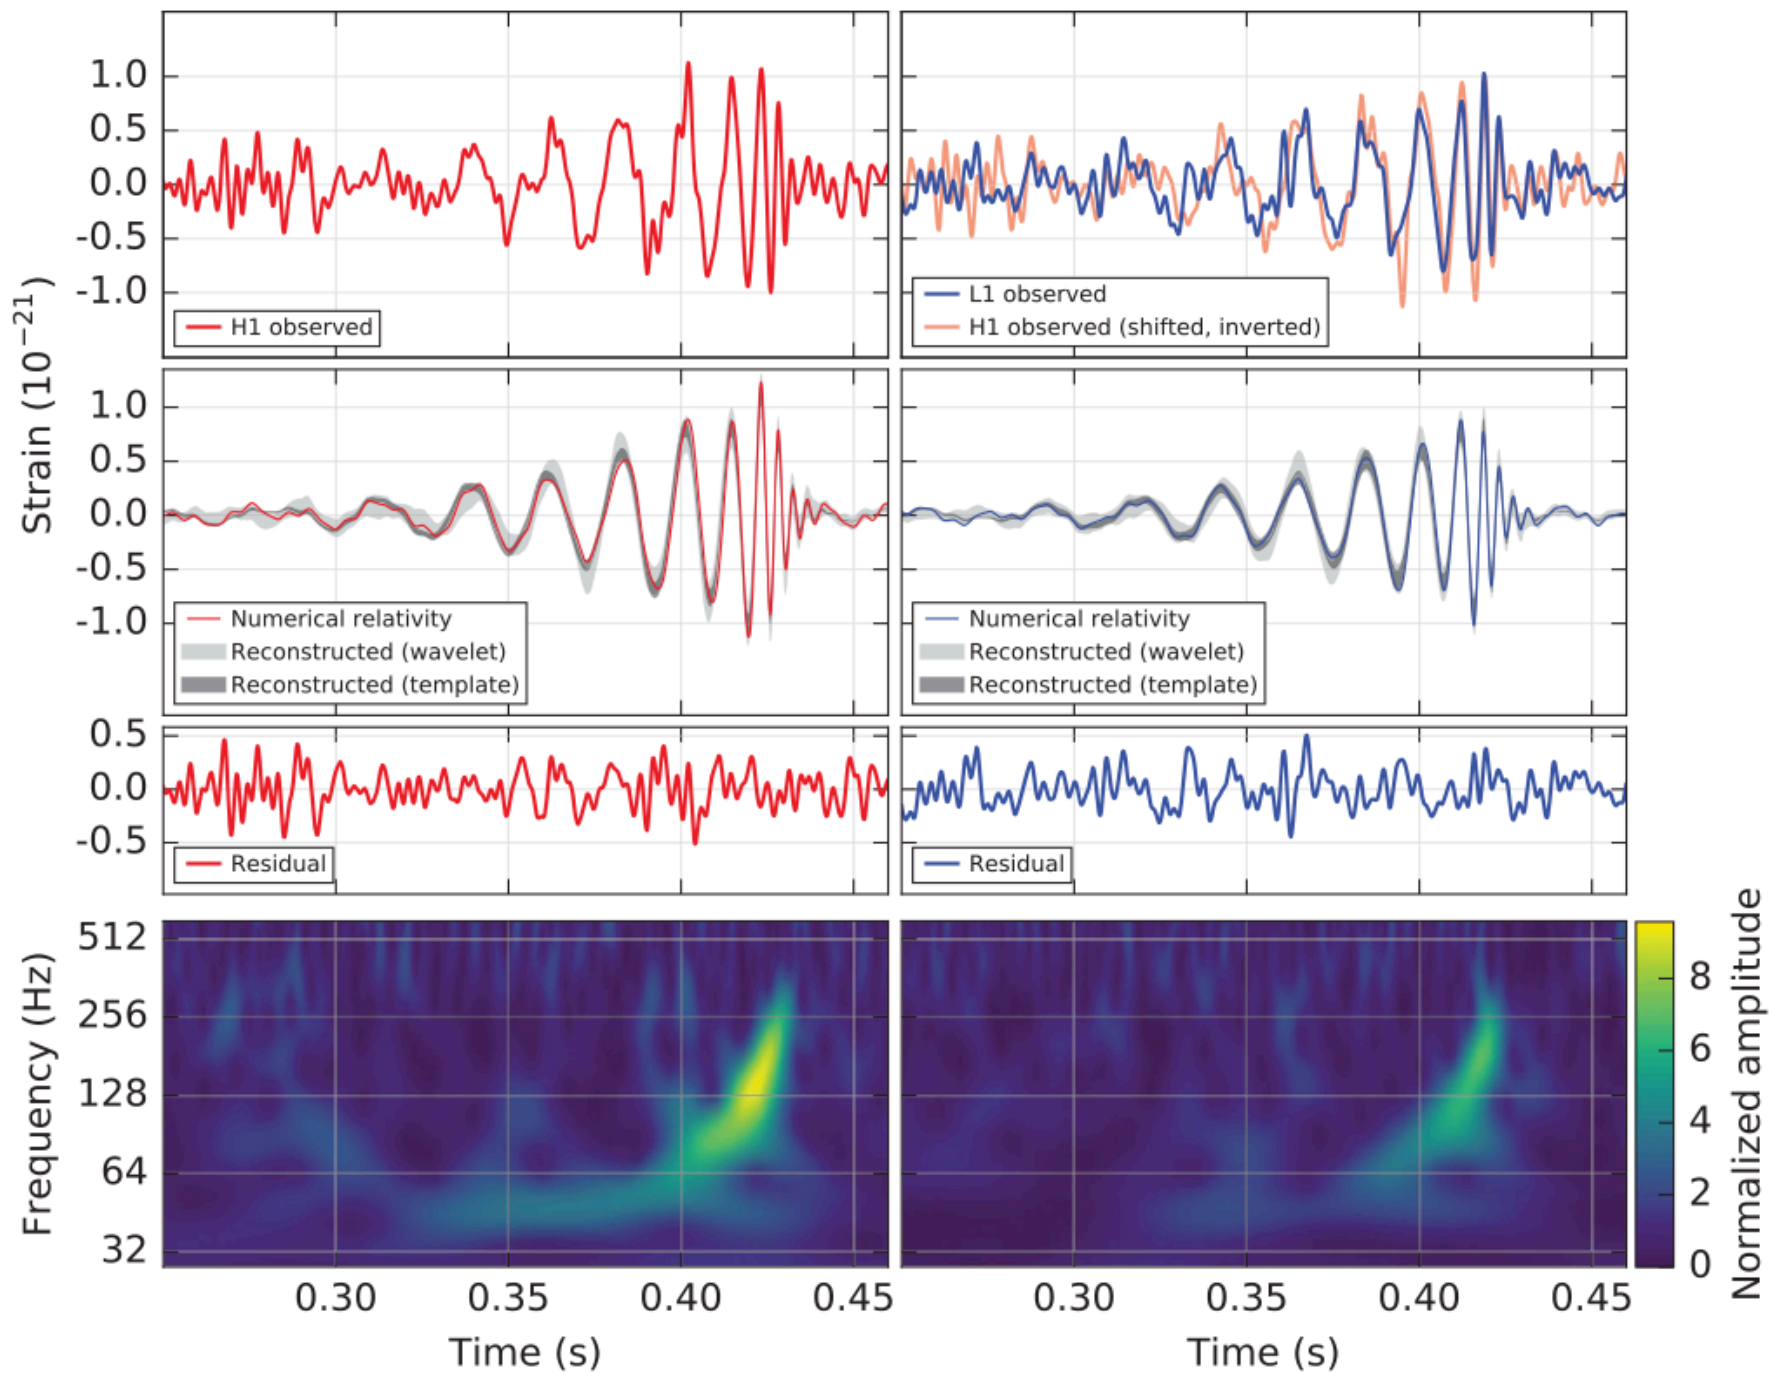 Strain (10⁻²¹)
1.0
0.5
0.0
-0.5
-1.0
H1 observed
L1 observed
H1 observed (shifted, inverted)
1.0
0.5
0.0
-0.5
-1.0
Numerical relativity
Reconstructed (wavelet)
Reconstructed (template)
Numerical relativity
Reconstructed (wavelet)
Reconstructed (template)
0.5
0.0
-0.5
Residual
Residual
Frequency (Hz)
512
256
128
64
32
0.30 0.35 0.40 0.45
Time (s)
0.30 0.35 0.40 0.45
Time (s)
8
6
4
2
0
Normalized amplitude